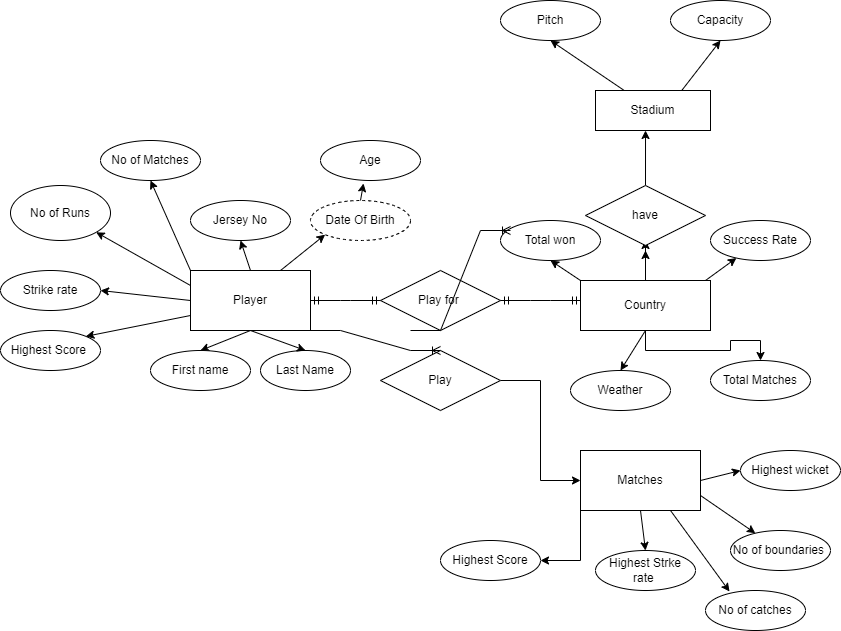 Pitch
Capacity
Stadium
No of Matches
Age
No of Runs
Jersey No
Date Of Birth
have
Total won
Success Rate
Strike rate
Player
Play for
Country
Highest Score
First name
Last Name
Play
Weather
Total Matches
Matches
Highest wicket
No of boundaries
Highest Score
Highest Strke
rate
No of catches